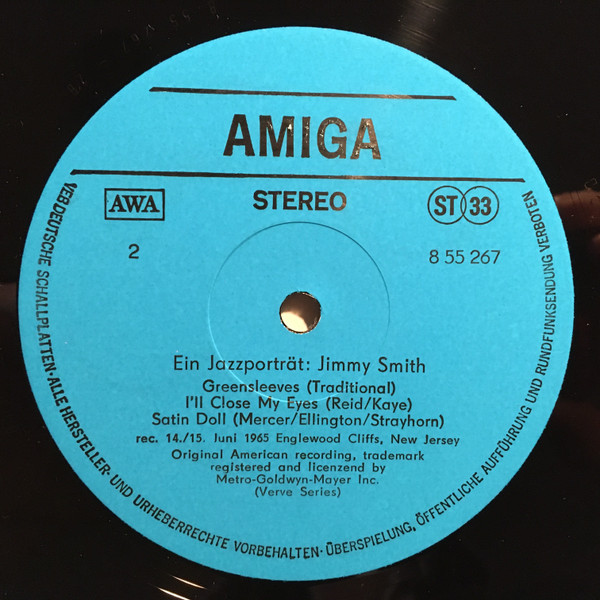 AMIGA
AWA
STEREO
ST 33
2
8 55 267
Ein Jazzporträt: Jimmy Smith
Greensleeves (Traditional)
I'll Close My Eyes (Reid/Kaye)
Satin Doll (Mercer/Ellington/Strayhorn)
rec. 14./15. Juni 1965 Englewood Cliffs, New Jersey
Original American recording, trademark
registered and licenzend by
Metro-Goldwyn-Mayer Inc.
(Verve Series)
VEB DEUTSCHE SCHALLPLATTEN · ALLE HERSTELLER- UND URHEBERRECHTE VORBEHALTEN · ÜBERSPIELUNG, ÖFFENTLICHE AUFFÜHRUNG UND RUNDFUNKSENDUNG VERBOTEN